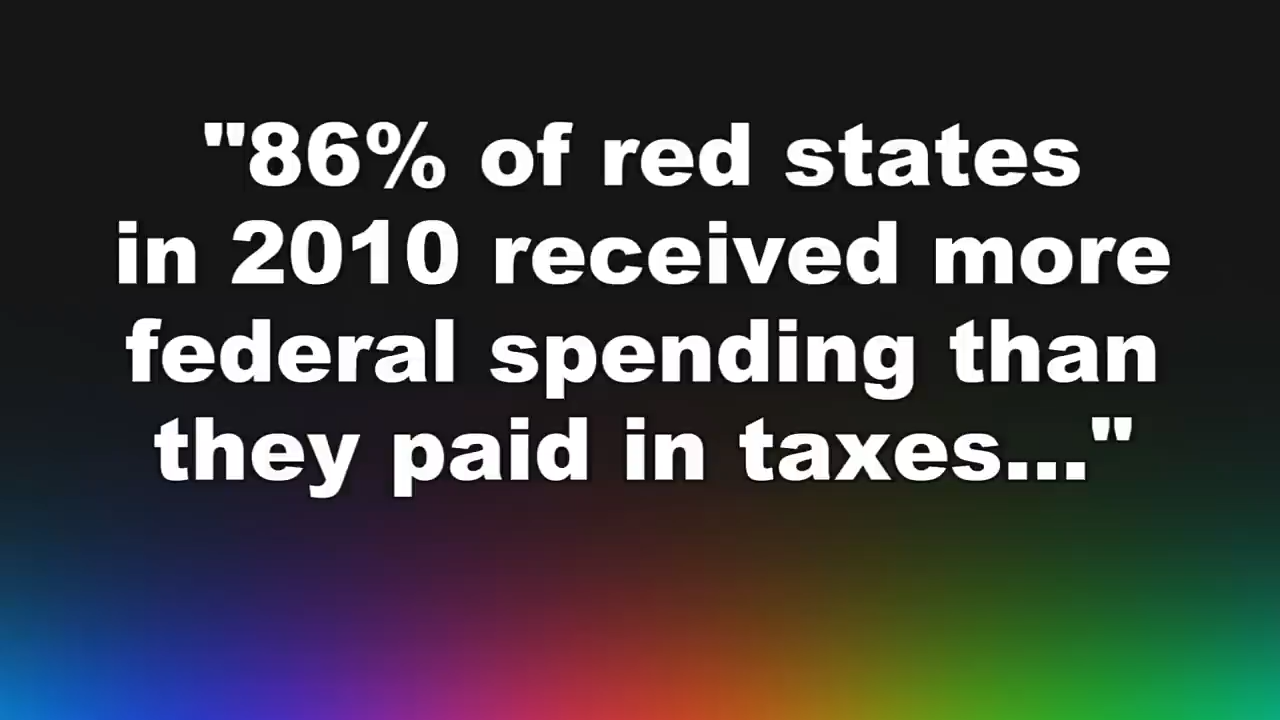 "86% of red states
in 2010 received more
federal spending than
they paid in taxes..."